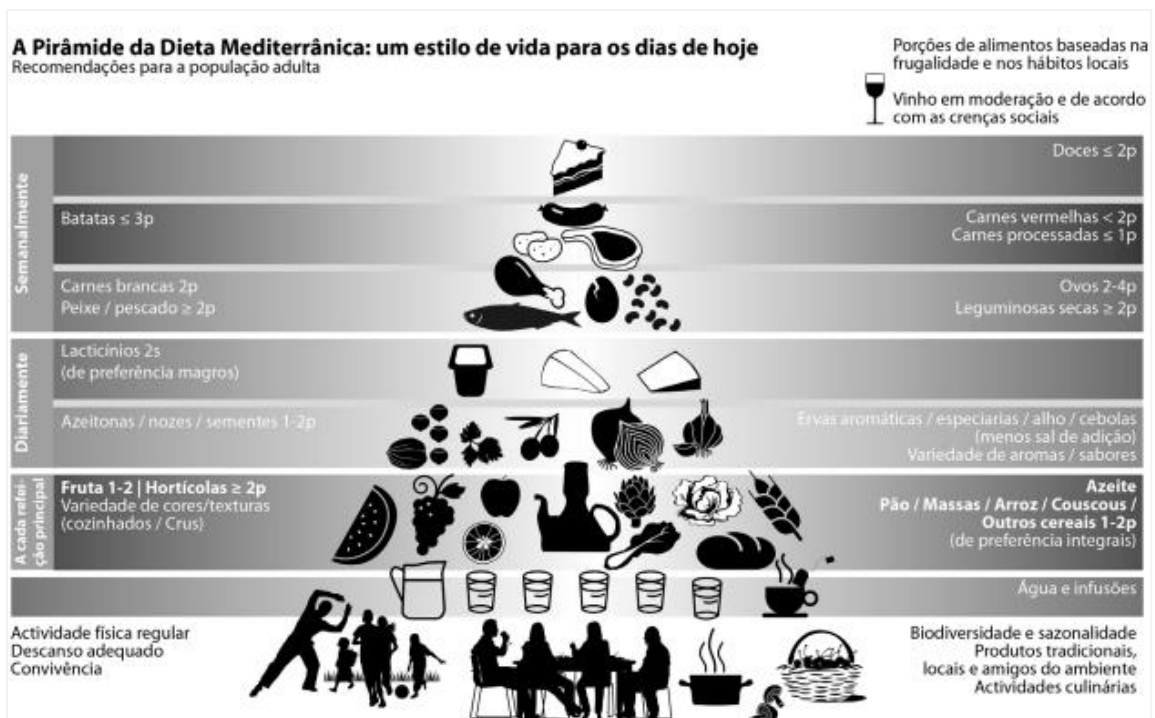 A Pirâmide da Dieta Mediterrânica: um estilo de vida para os dias de hoje
Recomendações para a população adulta
Porções de alimentos baseadas na
frugalidade e nos hábitos locais
Vinho em moderação e de acordo
com as crenças sociais
Semanalmente
Doces ≤ 2p
Batatas ≤ 3p
Carnes vermelhas < 2p
Carnes processadas ≤ 1p
Carnes brancas 2p
Peixe / pescado ≥ 2p
Ovos 2-4p
Leguminosas secas ≥ 2p
Diariamente
Lacticínios 2s
(de preferência magros)
Azeitonas / nozes / sementes 1-2p
Ervas aromáticas / especiarias / alho / cebolas
(menos sal de adição)
Variedade de aromas / sabores
A cada refei-
ção principal
Fruta 1-2 | Hortícolas ≥ 2p
Variedade de cores/texturas
(cozinhados / Crus)
Azeite
Pão / Massas / Arroz / Couscous /
Outros cereais 1-2p
(de preferência integrais)
Água e infusões
Actividade física regular
Descanso adequado
Convivência
Biodiversidade e sazonalidade
Produtos tradicionais,
locais e amigos do ambiente
Actividades culinárias